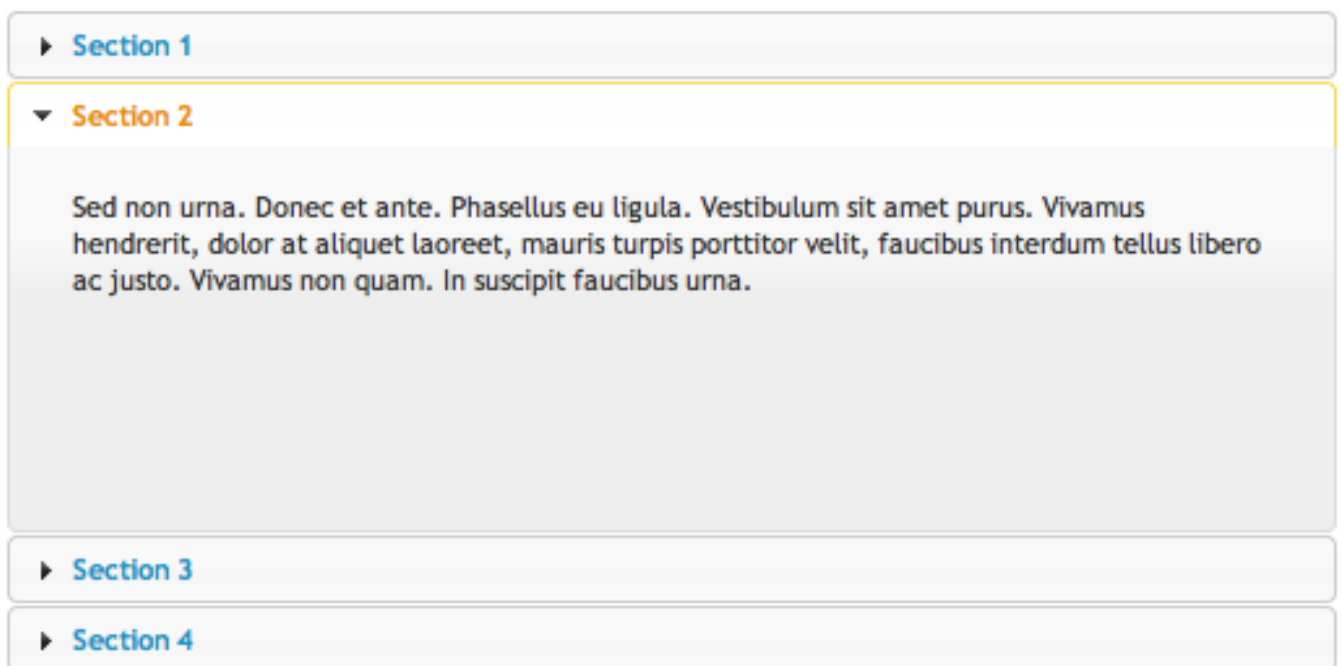 Section 1
Section 2
Sed non urna. Donec et ante. Phasellus eu ligula. Vestibulum sit amet purus. Vivamus
hendrerit, dolor at aliquet laoreet, mauris turpis porttitor velit, faucibus interdum tellus libero
ac justo. Vivamus non quam. In suscipit faucibus urna.
Section 3
Section 4